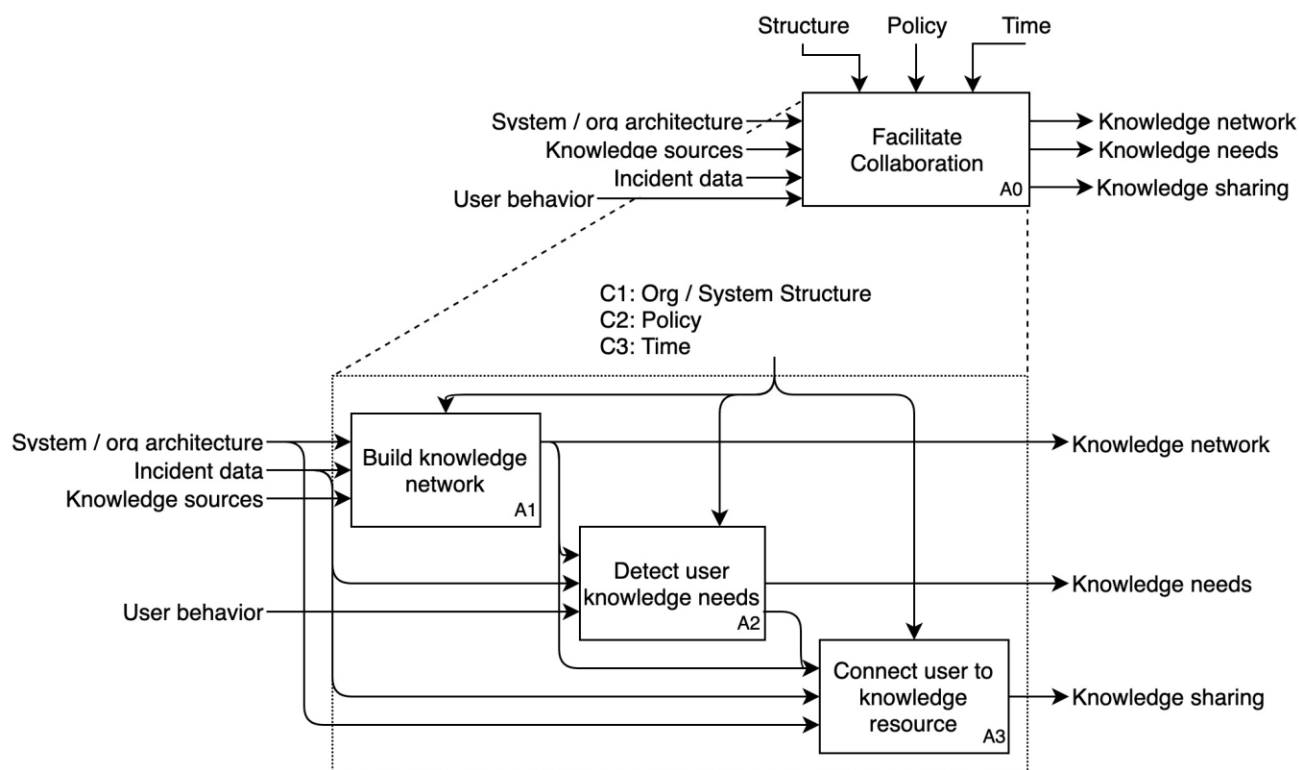 Structure Policy Time
System / org architecture
Knowledge sources
Incident data
User behavior
Facilitate
Collaboration
A0
Knowledge network
Knowledge needs
Knowledge sharing
C1: Org / System Structure
C2: Policy
C3: Time
System / org architecture
Incident data
Knowledge sources
Build knowledge
network
A1
Knowledge network
User behavior
Detect user
knowledge needs
A2
Knowledge needs
Connect user to
knowledge
resource
A3
Knowledge sharing